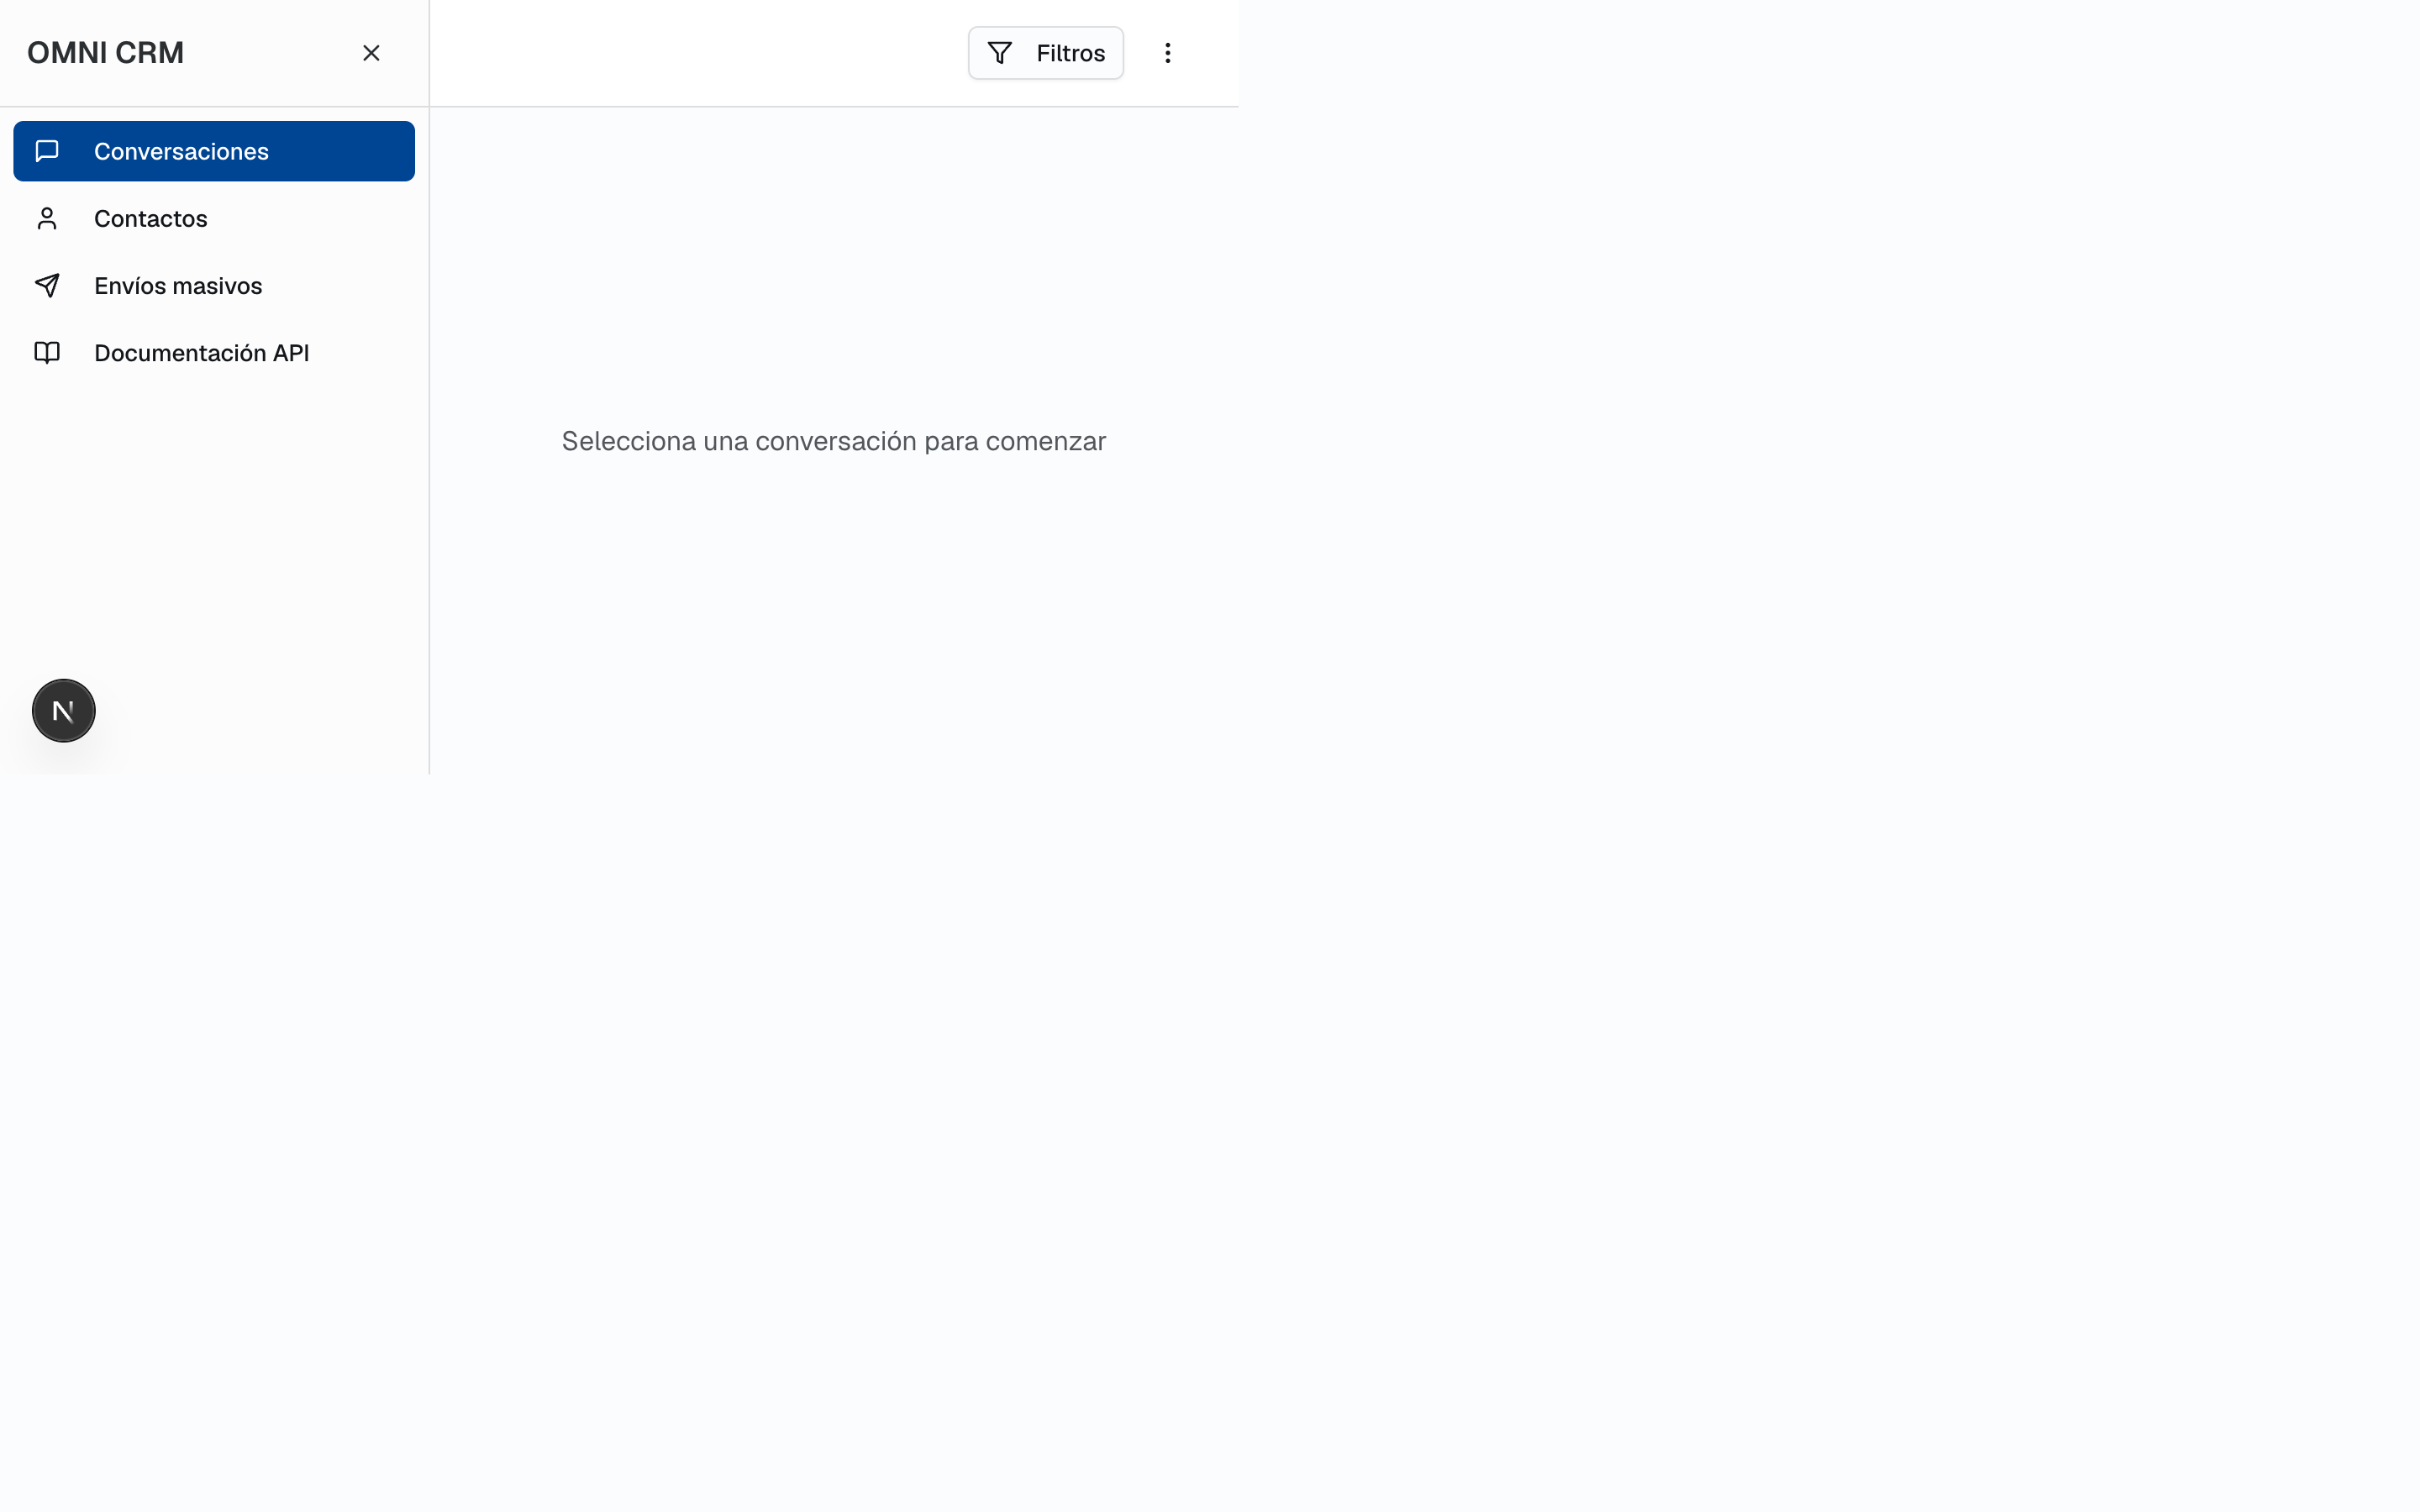 OMNI CRM
Filtros
Conversaciones
Contactos
Envíos masivos
Documentación API
Selecciona una conversación para comenzar
N